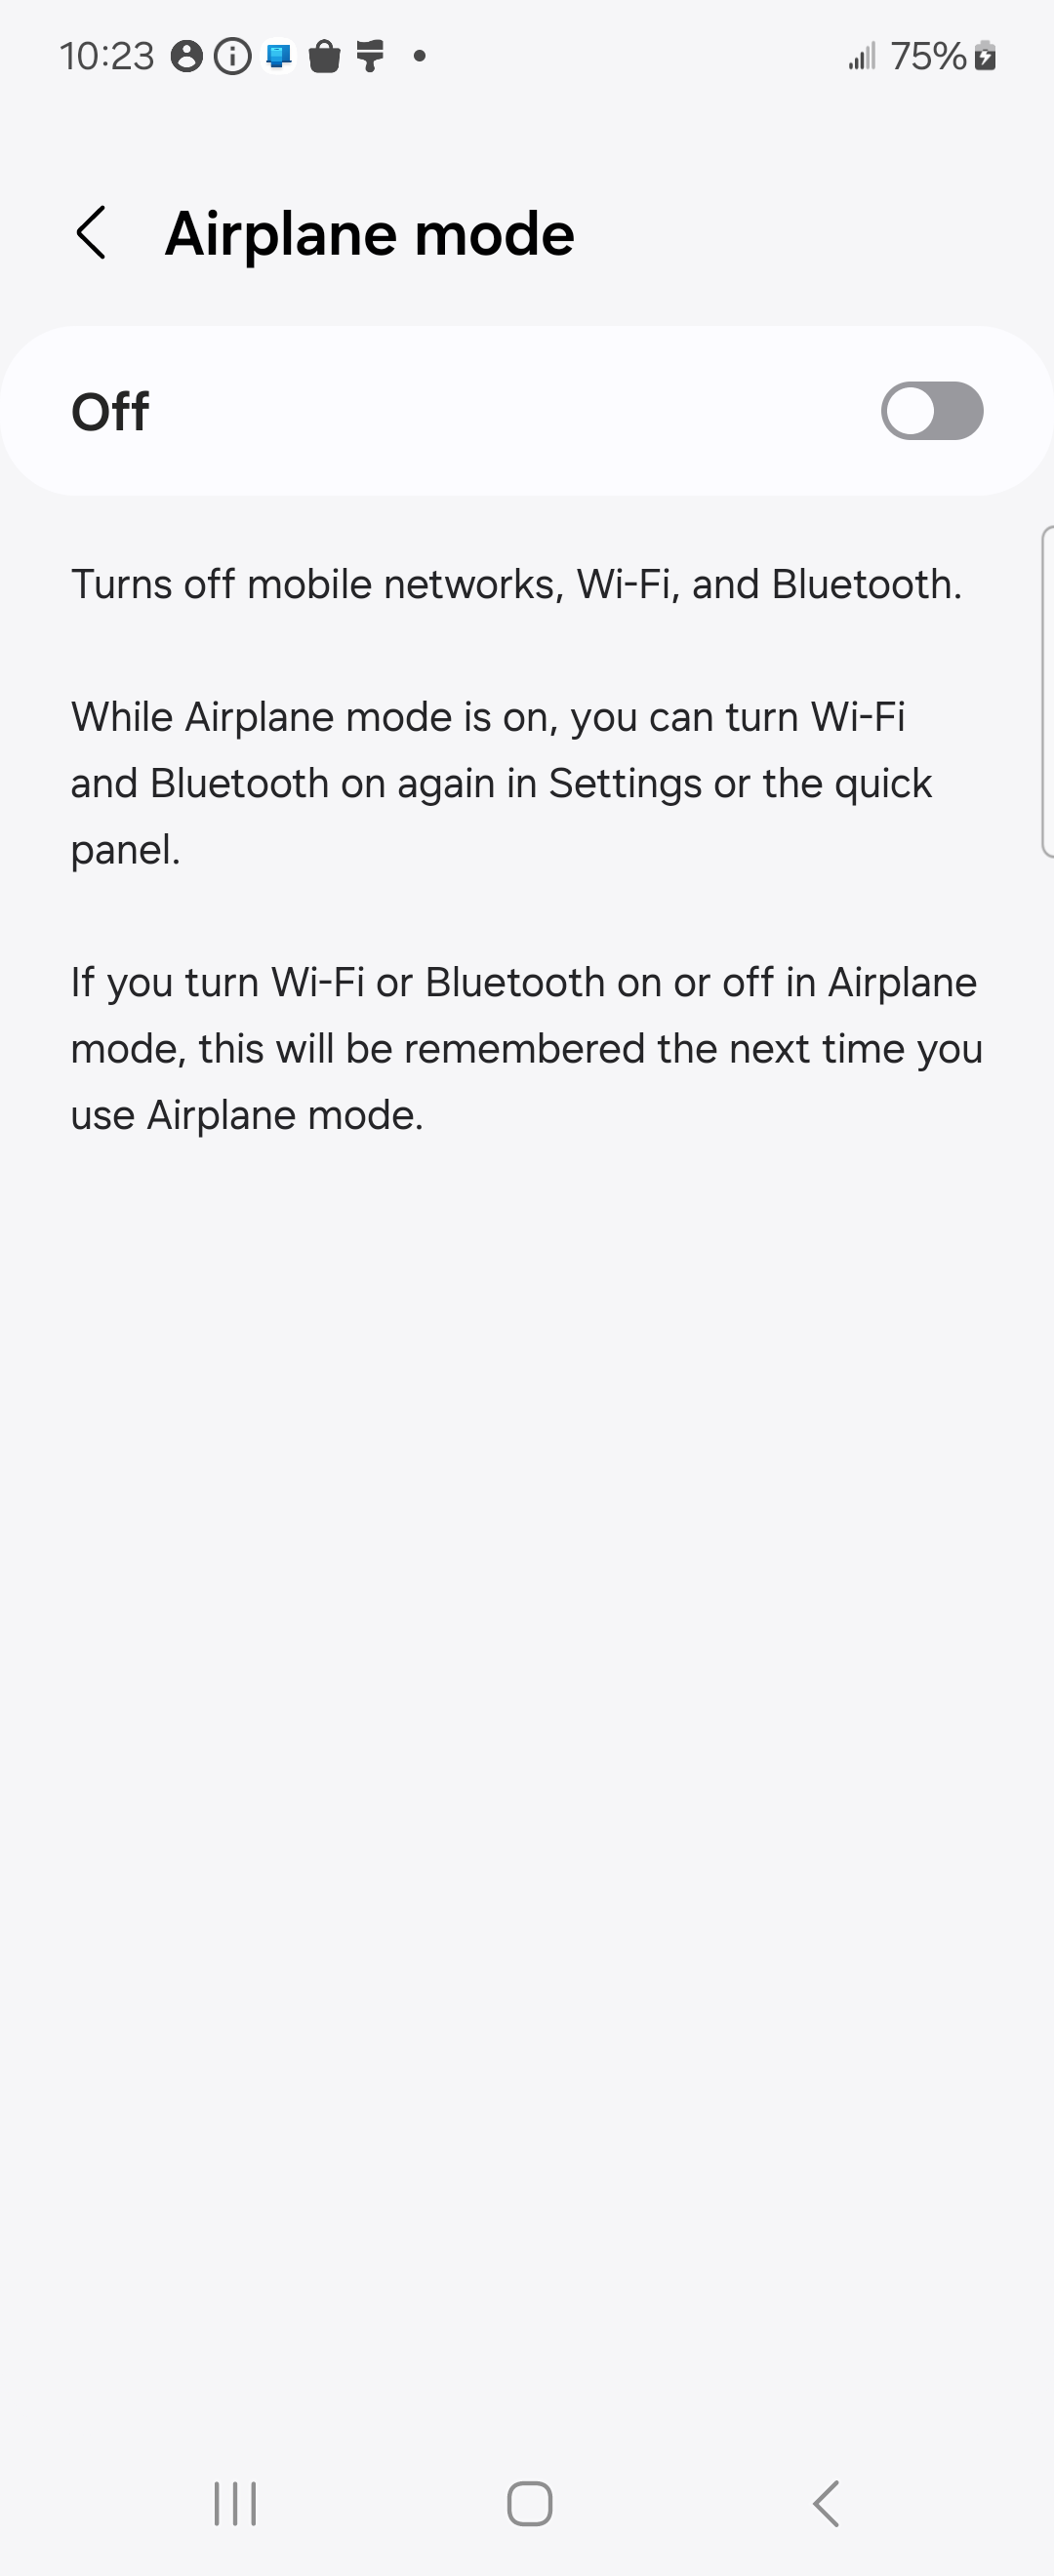 10:23
75%
Airplane mode
Off
Turns off mobile networks, Wi-Fi, and Bluetooth.
While Airplane mode is on, you can turn Wi-Fi
and Bluetooth on again in Settings or the quick
panel.
If you turn Wi-Fi or Bluetooth on or off in Airplane
mode, this will be remembered the next time you
use Airplane mode.